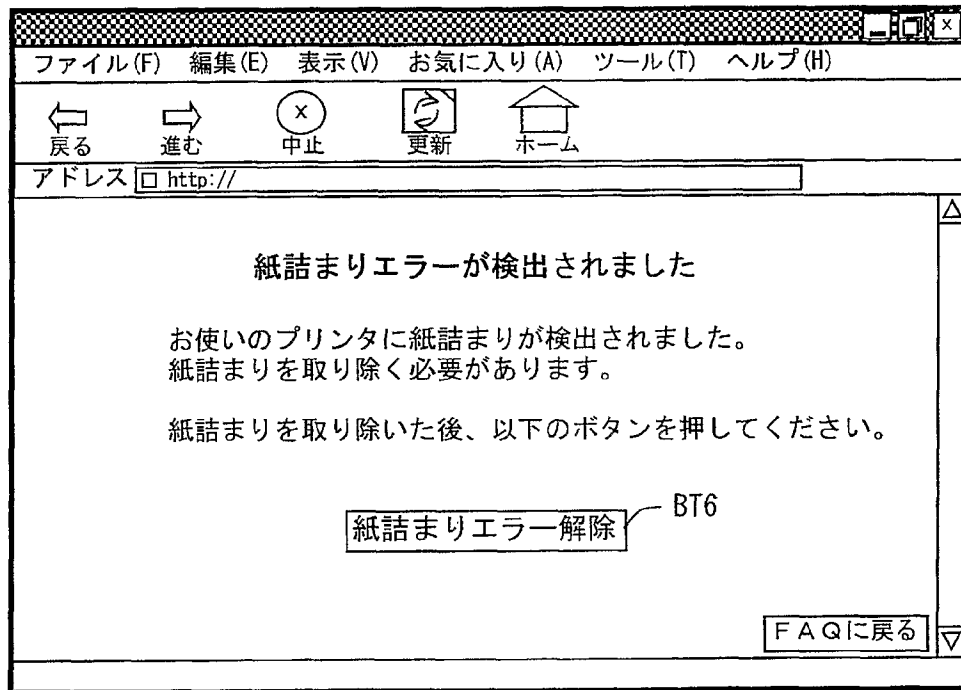 ファイル(F) 編集(E) 表示(V) お気に入り(A) ツール(T) ヘルプ(H)
戻る 進む 中止 更新 ホーム
アドレス http://
紙詰まりエラーが検出されました
お使いのプリンタに紙詰まりが検出されました。
紙詰まりを取り除く必要があります。
紙詰まりを取り除いた後、以下のボタンを押してください。
紙詰まりエラー解除 BT6
FAQに戻る